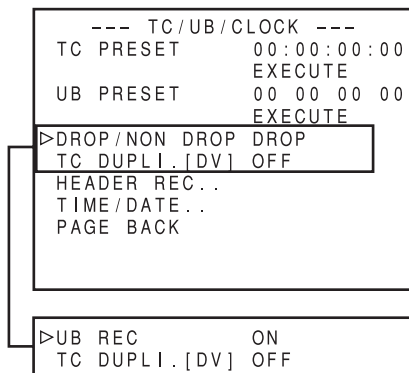 --- TC/UB/CLOCK ---
TC PRESET 00:00:00:00
EXECUTE
UB PRESET 00 00 00 00
EXECUTE
▷DROP/NON DROP DROP
TC DUPLI.[DV] OFF
HEADER REC..
TIME/DATE..
PAGE BACK
▷UB REC ON
TC DUPLI.[DV] OFF